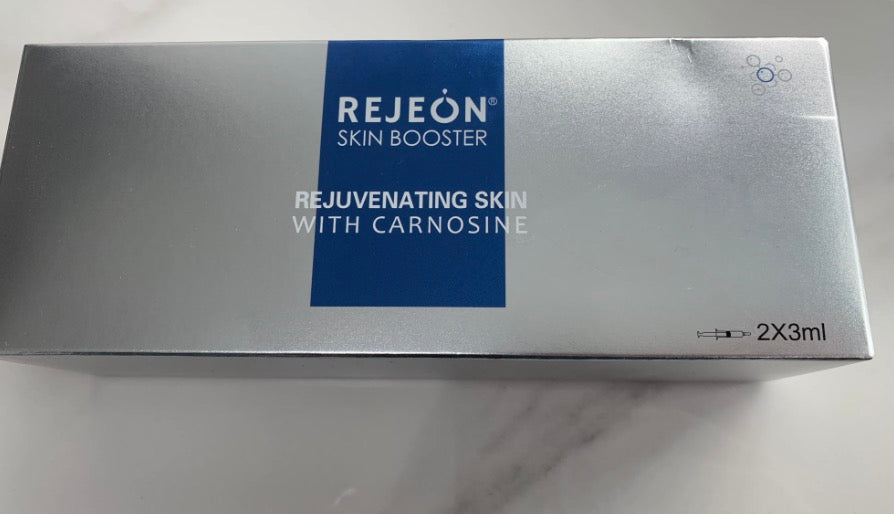 REJEON®
SKIN BOOSTER
REJUVENATING SKIN
WITH CARNOSINE
2X3ml